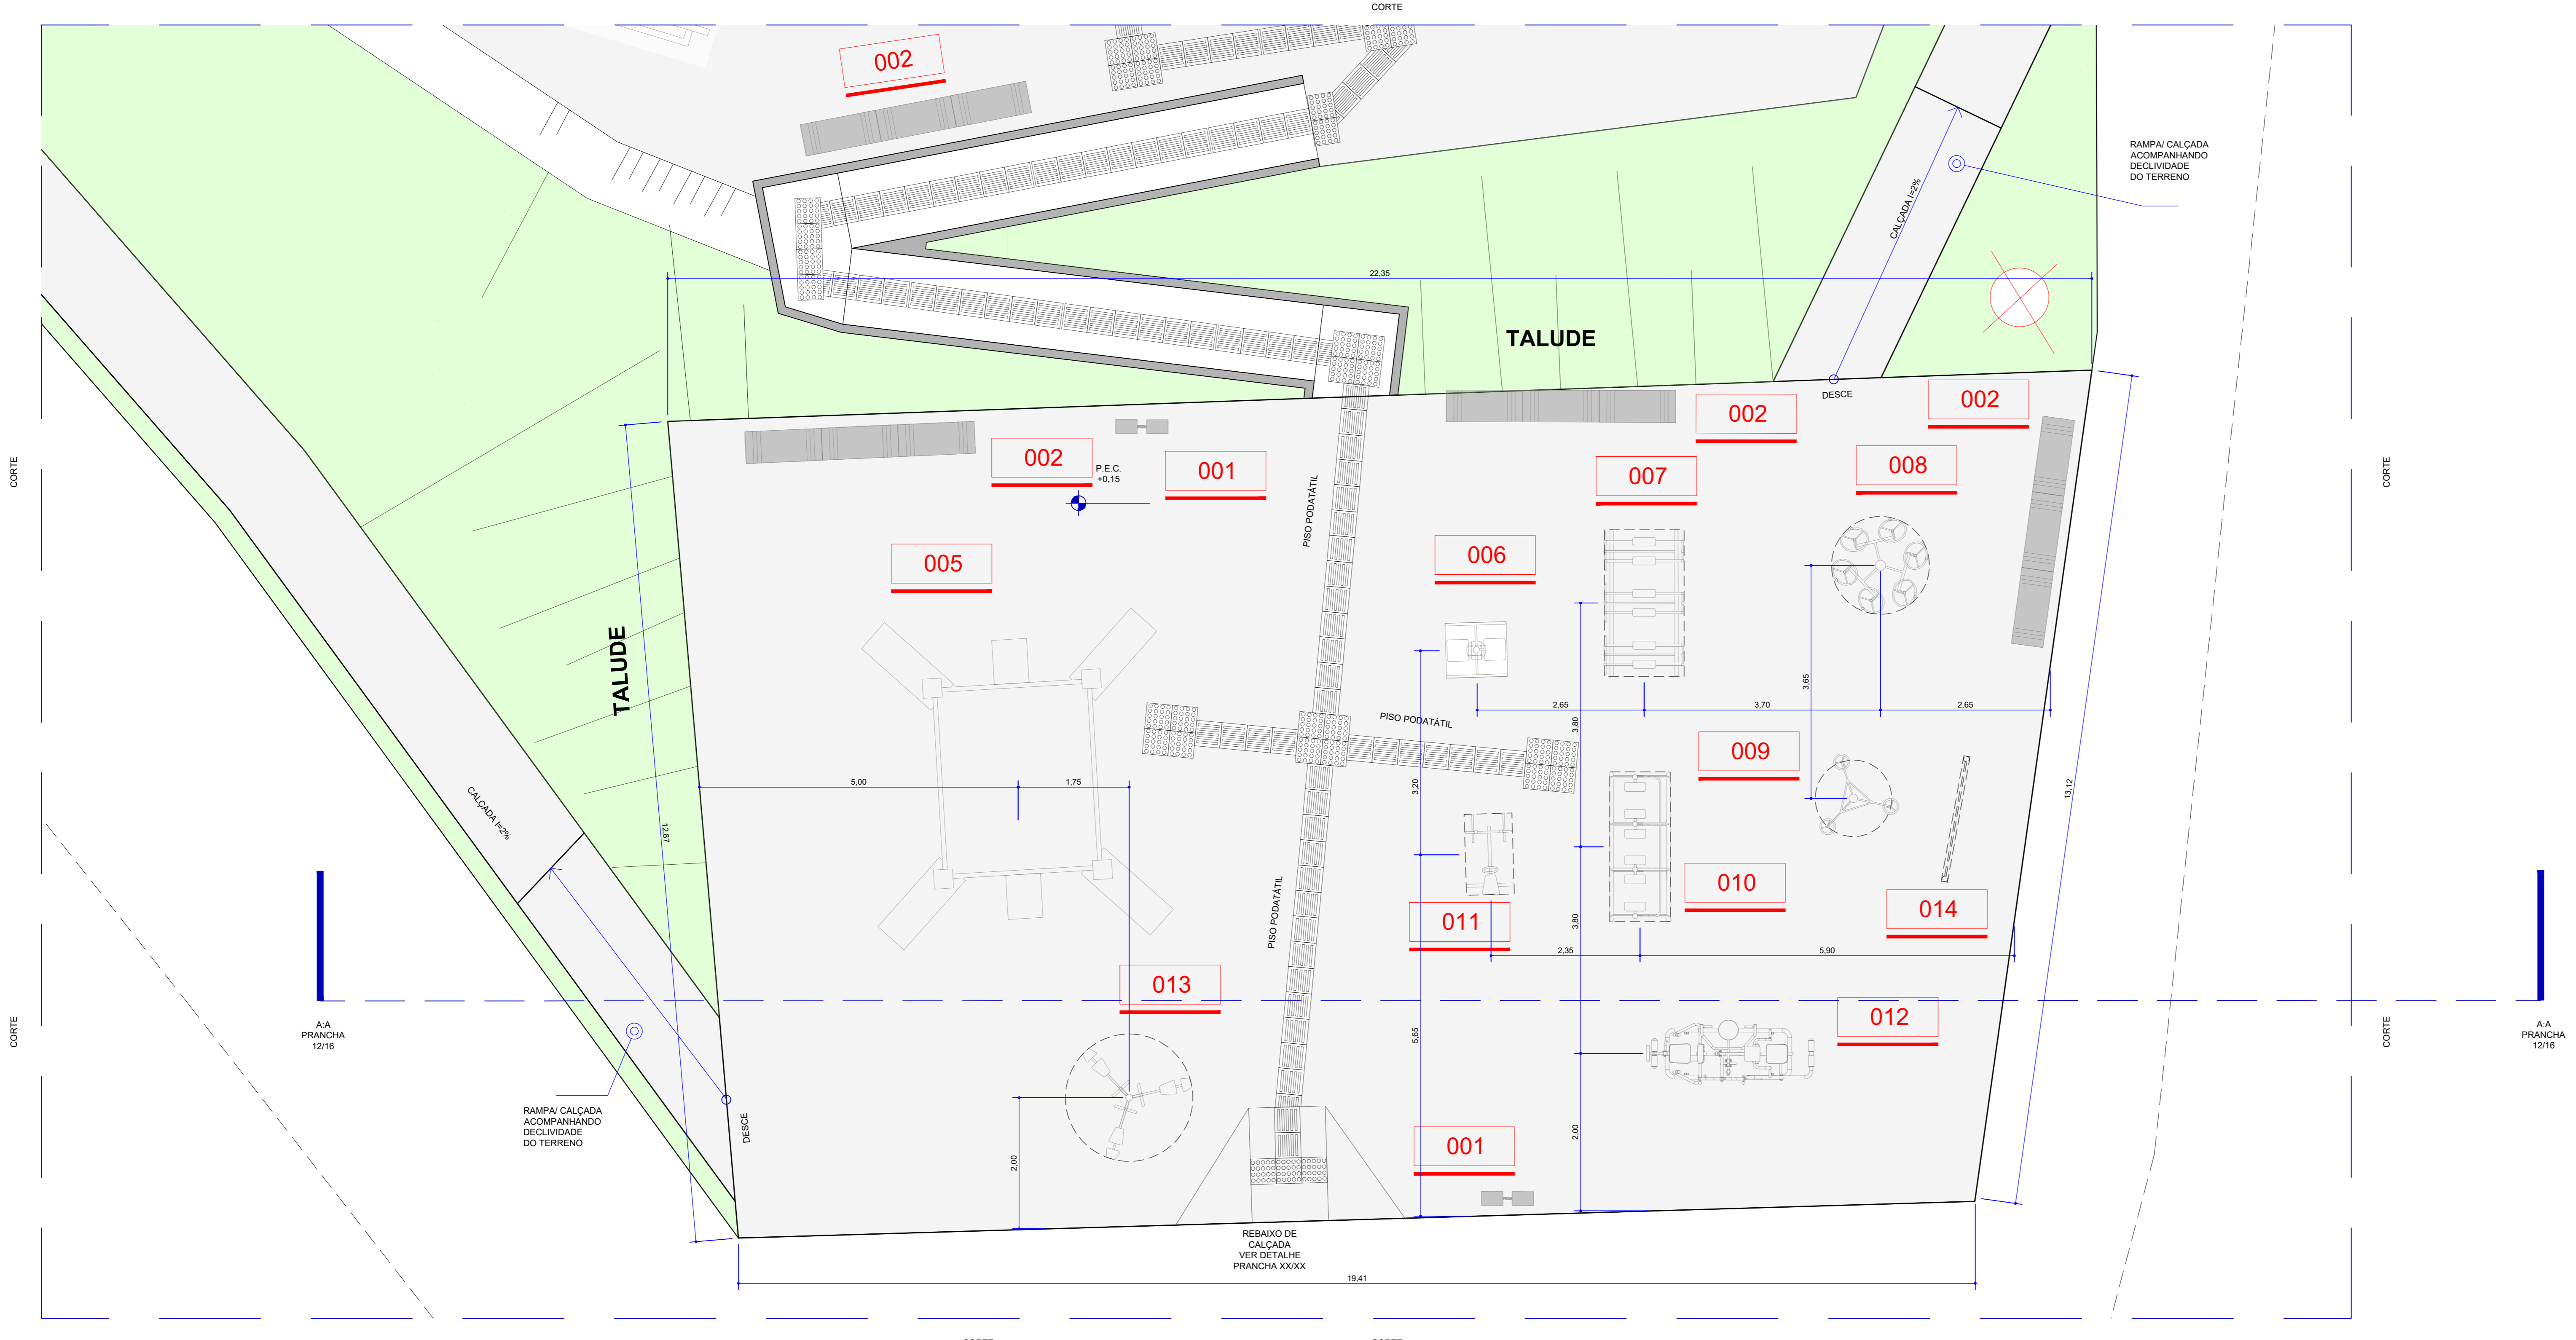 CORTE
002
RAMPA/ CALÇADA
ACOMPANHANDO
DECLIVIDADE
DO TERRENO
CALÇADA I=2%
22,35
TALUDE
DESCE
002
002
002
001
P.E.C.
+0,15
007
008
CORTE
CORTE
PISO PODATÁTIL
006
005
TALUDE
3,65
2,65
3,70
2,65
3,80
PISO PODATÁTIL
009
5,00
1,75
3,20
13,12
CALÇADA I=2%
12,87
010
014
011
PISO PODATÁTIL
3,80
2,35
5,90
013
012
A:A
PRANCHA
12/16
CORTE
CORTE
A:A
PRANCHA
12/16
5,65
RAMPA/ CALÇADA
ACOMPANHANDO
DECLIVIDADE
DO TERRENO
DESCE
2,00
001
2,00
REBAIXO DE
CALÇADA
VER DETALHE
PRANCHA XX/XX
19,41
CORTE
CORTE